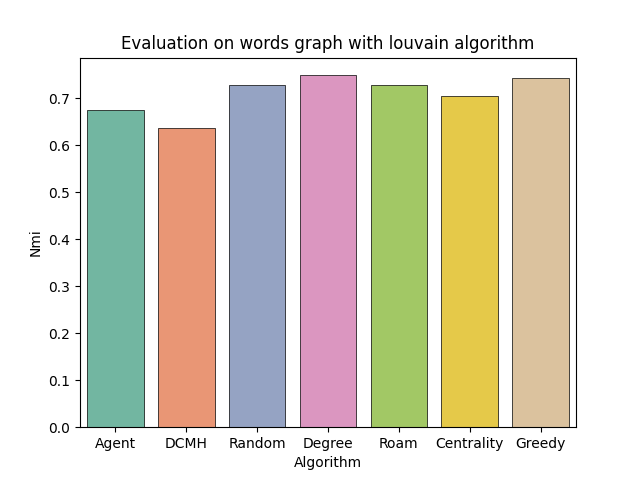 Evaluation on words graph with louvain algorithm
0.7
0.6
0.5
0.4
0.3
0.2
0.1
0.0
Nmi
Agent DCMH Random Degree Roam Centrality Greedy
Algorithm